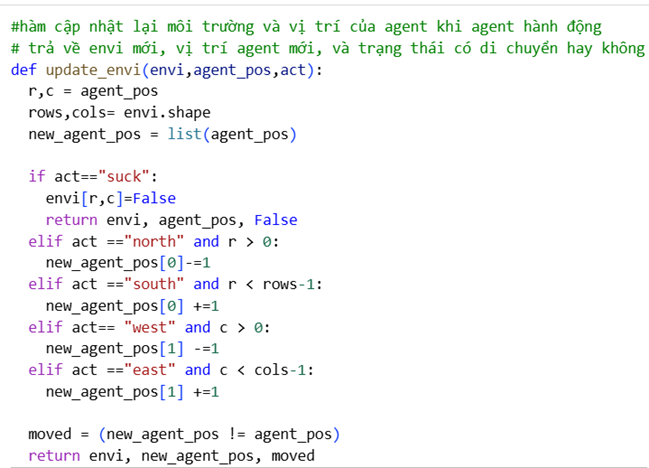 #hàm cập nhật lại môi trường và vị trí của agent khi agent hành động
# trả về envi mới, vị trí agent mới, và trạng thái có di chuyển hay không
def update_envi(envi,agent_pos,act):
  r,c = agent_pos
  rows,cols= envi.shape
  new_agent_pos = list(agent_pos)

  if act=="suck":
    envi[r,c]=False
    return envi, agent_pos, False
  elif act =="north" and r > 0:
    new_agent_pos[0]-=1
  elif act =="south" and r < rows-1:
    new_agent_pos[0] +=1
  elif act== "west" and c > 0:
    new_agent_pos[1] -=1
  elif act =="east" and c < cols-1:
    new_agent_pos[1] +=1

  moved = (new_agent_pos != agent_pos)
  return envi, new_agent_pos, moved